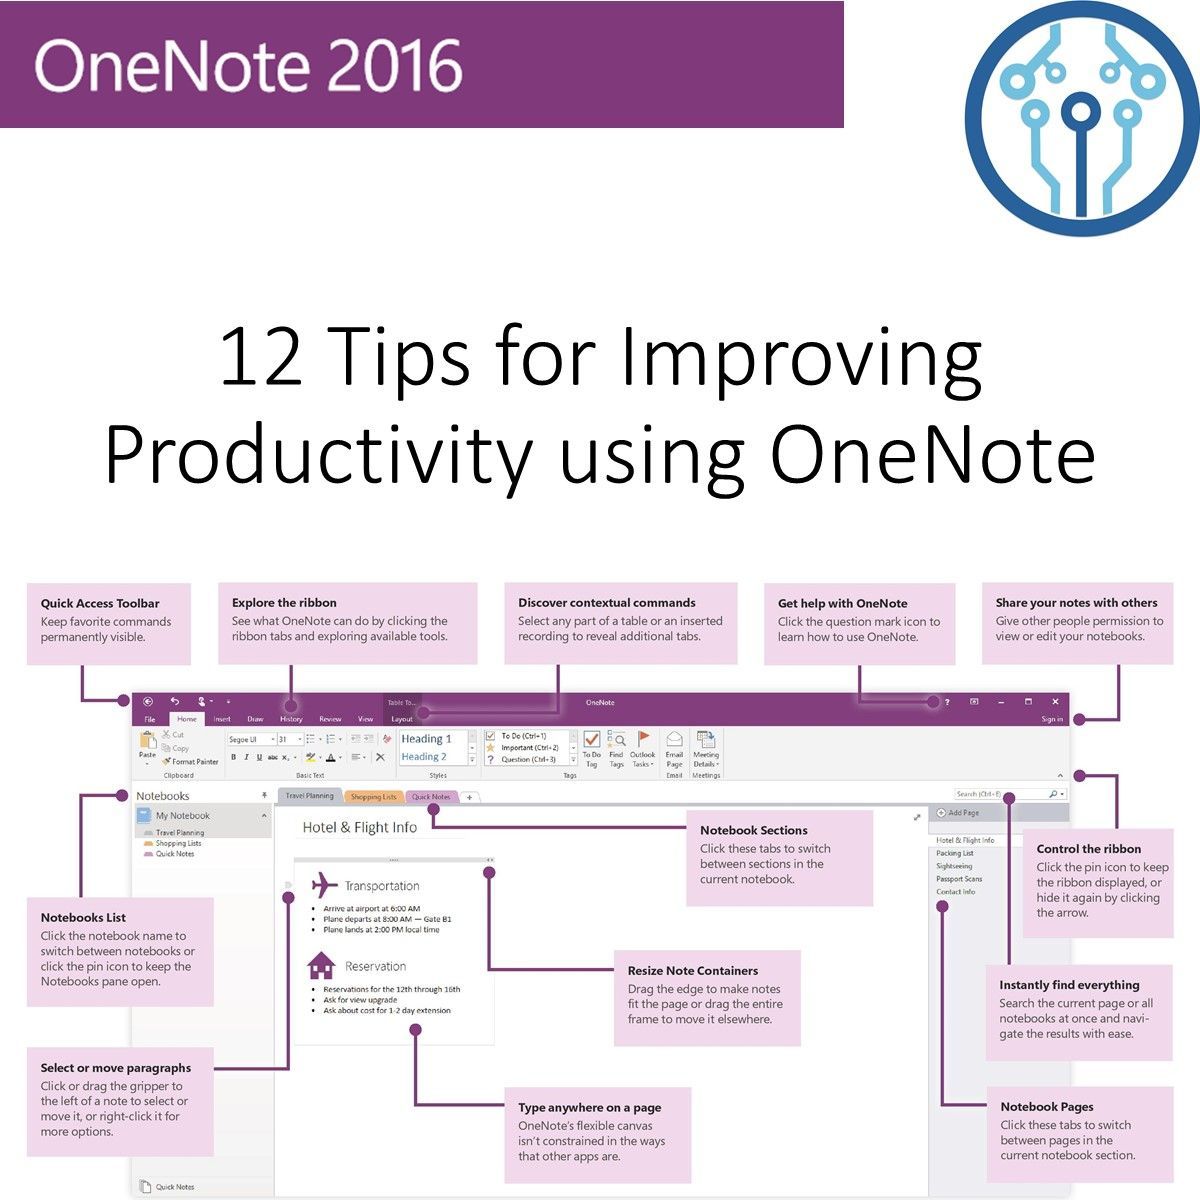 OneNote 2016
12 Tips for Improving
Productivity using OneNote
Quick Access Toolbar
Keep favorite commands
permanently visible.
Explore the ribbon
See what OneNote can do by clicking the
ribbon tabs and exploring available tools.
Discover contextual commands
Select any part of a table or an inserted
recording to reveal additional tabs.
Get help with OneNote
Click the question mark icon to
learn how to use OneNote.
Share your notes with others
Give other people permission to
view or edit your notebooks.
Table To...
OneNote
?
File Home Insert Draw History Review View Layout
Sign in
Paste
Cut
Copy
Format Painter
Clipboard
Segoe UI 31
B I U abc x₂ A
Basic Text
Heading 1
Heading 2
Styles
To Do (Ctrl+1)
Important (Ctrl+2)
? Question (Ctrl+3)
To Do
Tag
Find
Tags
Outlook
Tasks
Tags
Email
Page
Email
Meeting
Details
Meetings
Notebooks
My Notebook
Travel Planning
Shopping Lists
Quick Notes
Travel Planning Shopping Lists Quick Notes +
Search (Ctrl+E)
Hotel & Flight Info
Transportation
• Arrive at airport at 6:00 AM
• Plane departs at 8:00 AM — Gate B1
• Plane lands at 2:00 PM local time
Reservation
• Reservations for the 12th through 16th
• Ask for view upgrade
• Ask about cost for 1-2 day extension
Add Page
Hotel & Flight Info
Packing List
Sightseeing
Passport Scans
Contact Info
Notebook Sections
Click these tabs to switch
between sections in the
current notebook.
Control the ribbon
Click the pin icon to keep
the ribbon displayed, or
hide it again by clicking
the arrow.
Notebooks List
Click the notebook name to
switch between notebooks or
click the pin icon to keep the
Notebooks pane open.
Resize Note Containers
Drag the edge to make notes
fit the page or drag the entire
frame to move it elsewhere.
Instantly find everything
Search the current page or all
notebooks at once and navi-
gate the results with ease.
Select or move paragraphs
Click or drag the gripper to
the left of a note to select or
move it, or right-click it for
more options.
Type anywhere on a page
OneNote's flexible canvas
isn't constrained in the ways
that other apps are.
Notebook Pages
Click these tabs to switch
between pages in the
current notebook section.
Quick Notes